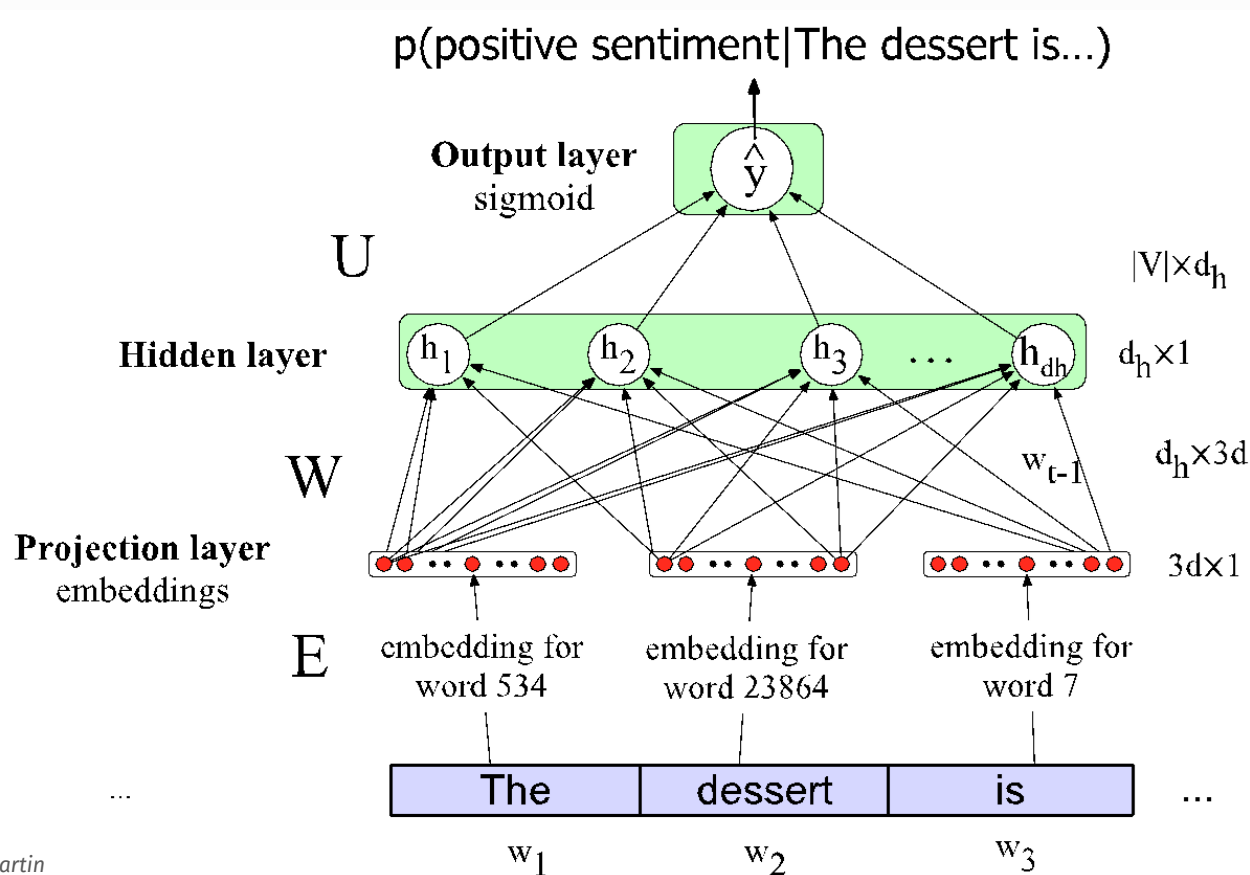 p(positive sentiment|The dessert is...)
Output layer
sigmoid
ŷ
U
|V|×dh
Hidden layer
h1 h2 h3 ... hdh
dh×1
W
wt-1
dh×3d
Projection layer
embeddings
3d×1
E
embedding for
word 534
embedding for
word 23864
embedding for
word 7
... The dessert is ...
w1 w2 w3
artin